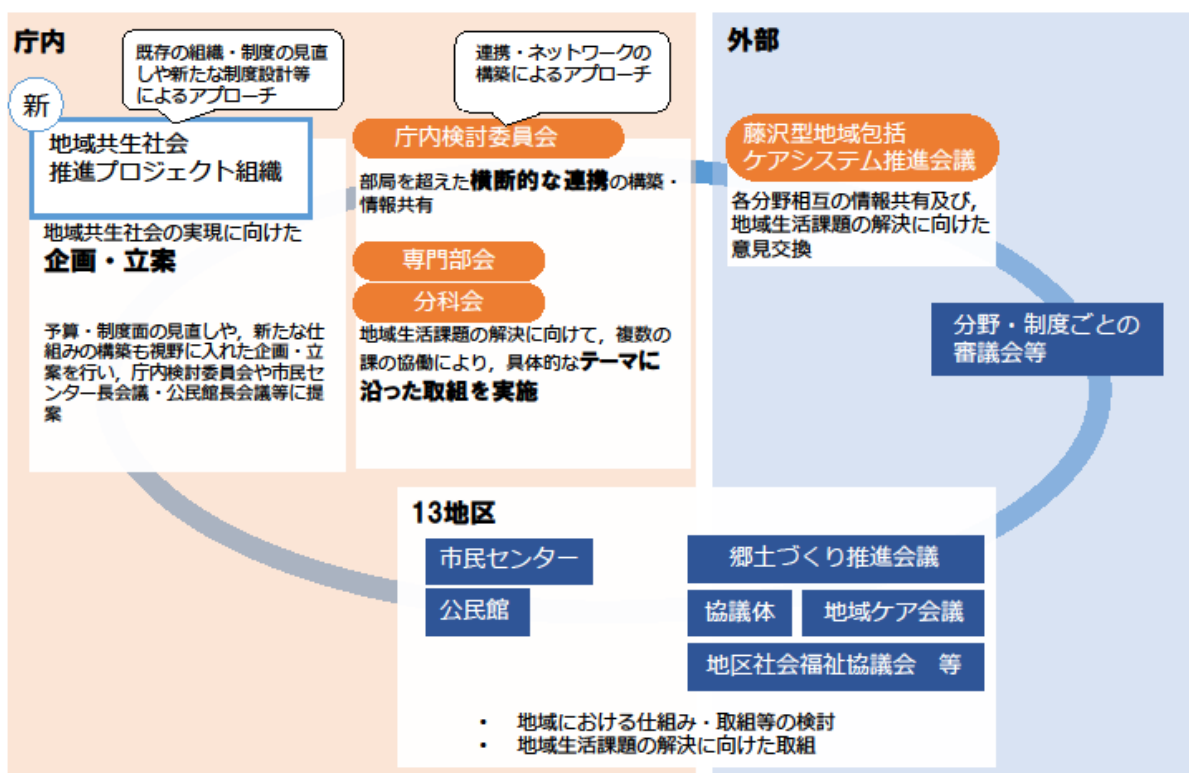 庁内
既存の組織・制度の見直
しや新たな制度設計等
によるアプローチ
新
地域共生社会
推進プロジェクト組織
地域共生社会の実現に向けた
企画・立案
予算・制度面の見直しや，新たな仕
組みの構築も視野に入れた企画・立
案を行い，庁内検討委員会や市民セ
ンター長会議・公民館長会議等に提
案
連携・ネットワークの
構築によるアプローチ
庁内検討委員会
部局を超えた横断的な連携の構築・
情報共有
専門部会
分科会
地域生活課題の解決に向けて，複数の
課の協働により，具体的なテーマに
沿った取組を実施
外部
藤沢型地域包括
ケアシステム推進会議
各分野相互の情報共有及び，
地域生活課題の解決に向けた
意見交換
分野・制度ごとの
審議会等
13地区
市民センター
公民館
郷土づくり推進会議
協議体
地域ケア会議
地区社会福祉協議会　等
・ 地域における仕組み・取組等の検討
・ 地域生活課題の解決に向けた取組